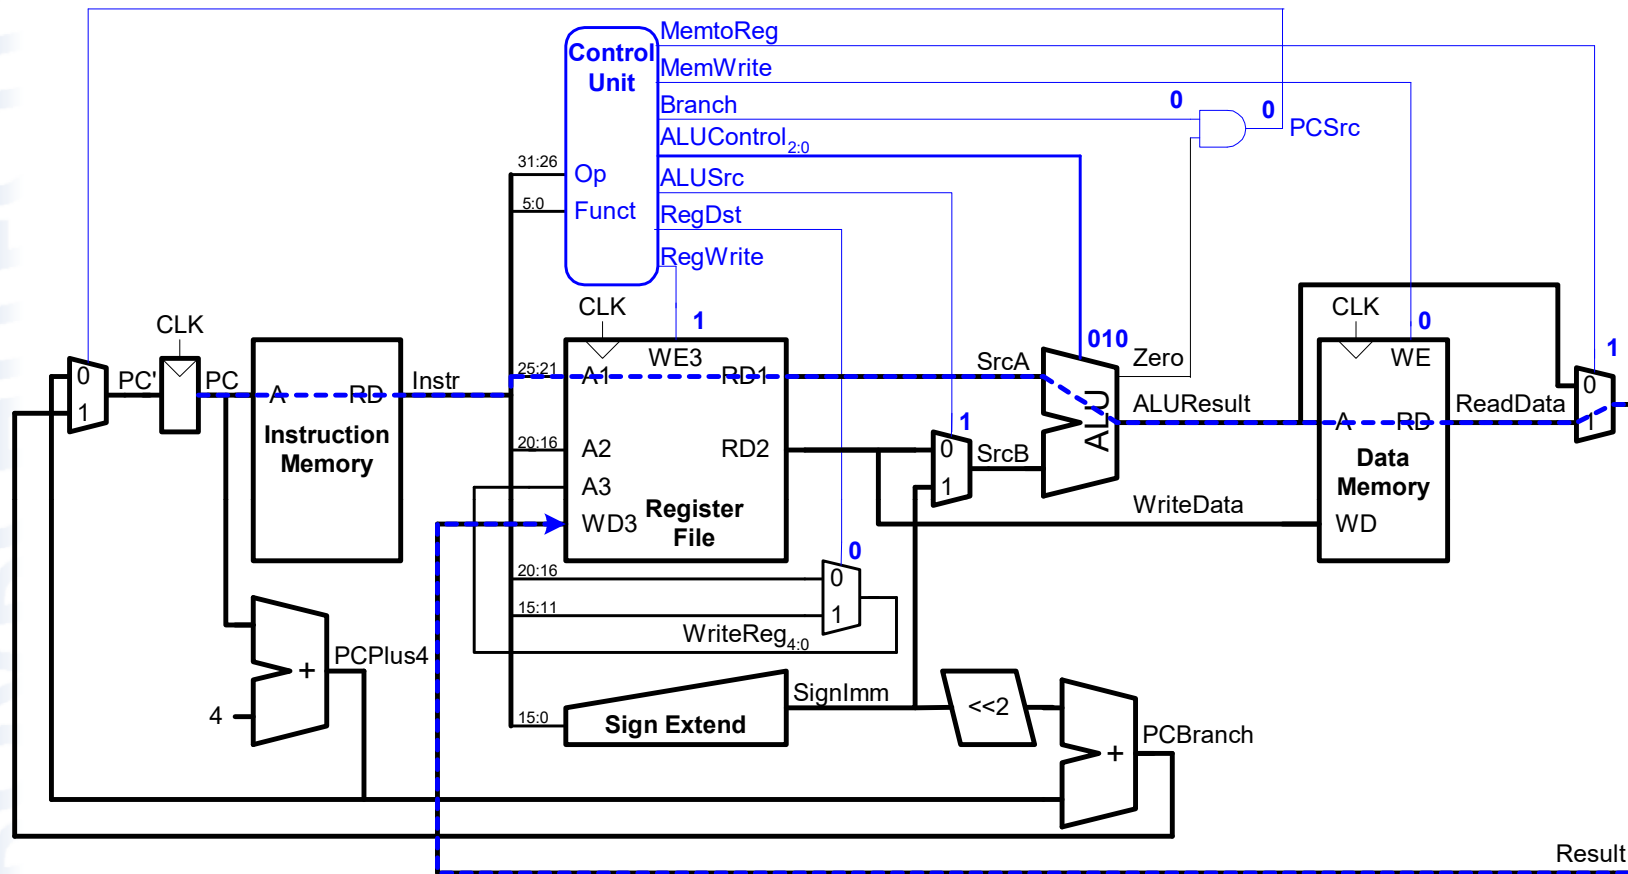 MemtoReg
Control
Unit
MemWrite
Branch
0
0
PCSrc
ALUControl2:0
31:26
Op
ALUSrc
5:0
Funct
RegDst
RegWrite
CLK
CLK
CLK
1
010
0
1
WE3
Zero
WE
0
PC'
PC
Instr
25:21
A1
RD1
SrcA
0
1
A
RD
ALU
ALUResult
A
RD
ReadData
1
Instruction
Memory
20:16
A2
RD2
1
0
SrcB
1
Data
Memory
A3
Register
File
WD3
WriteData
WD
0
20:16
0
15:11
1
WriteReg4:0
PCPlus4
+
4
SignImm
15:0
Sign Extend
<<2
PCBranch
+
Result